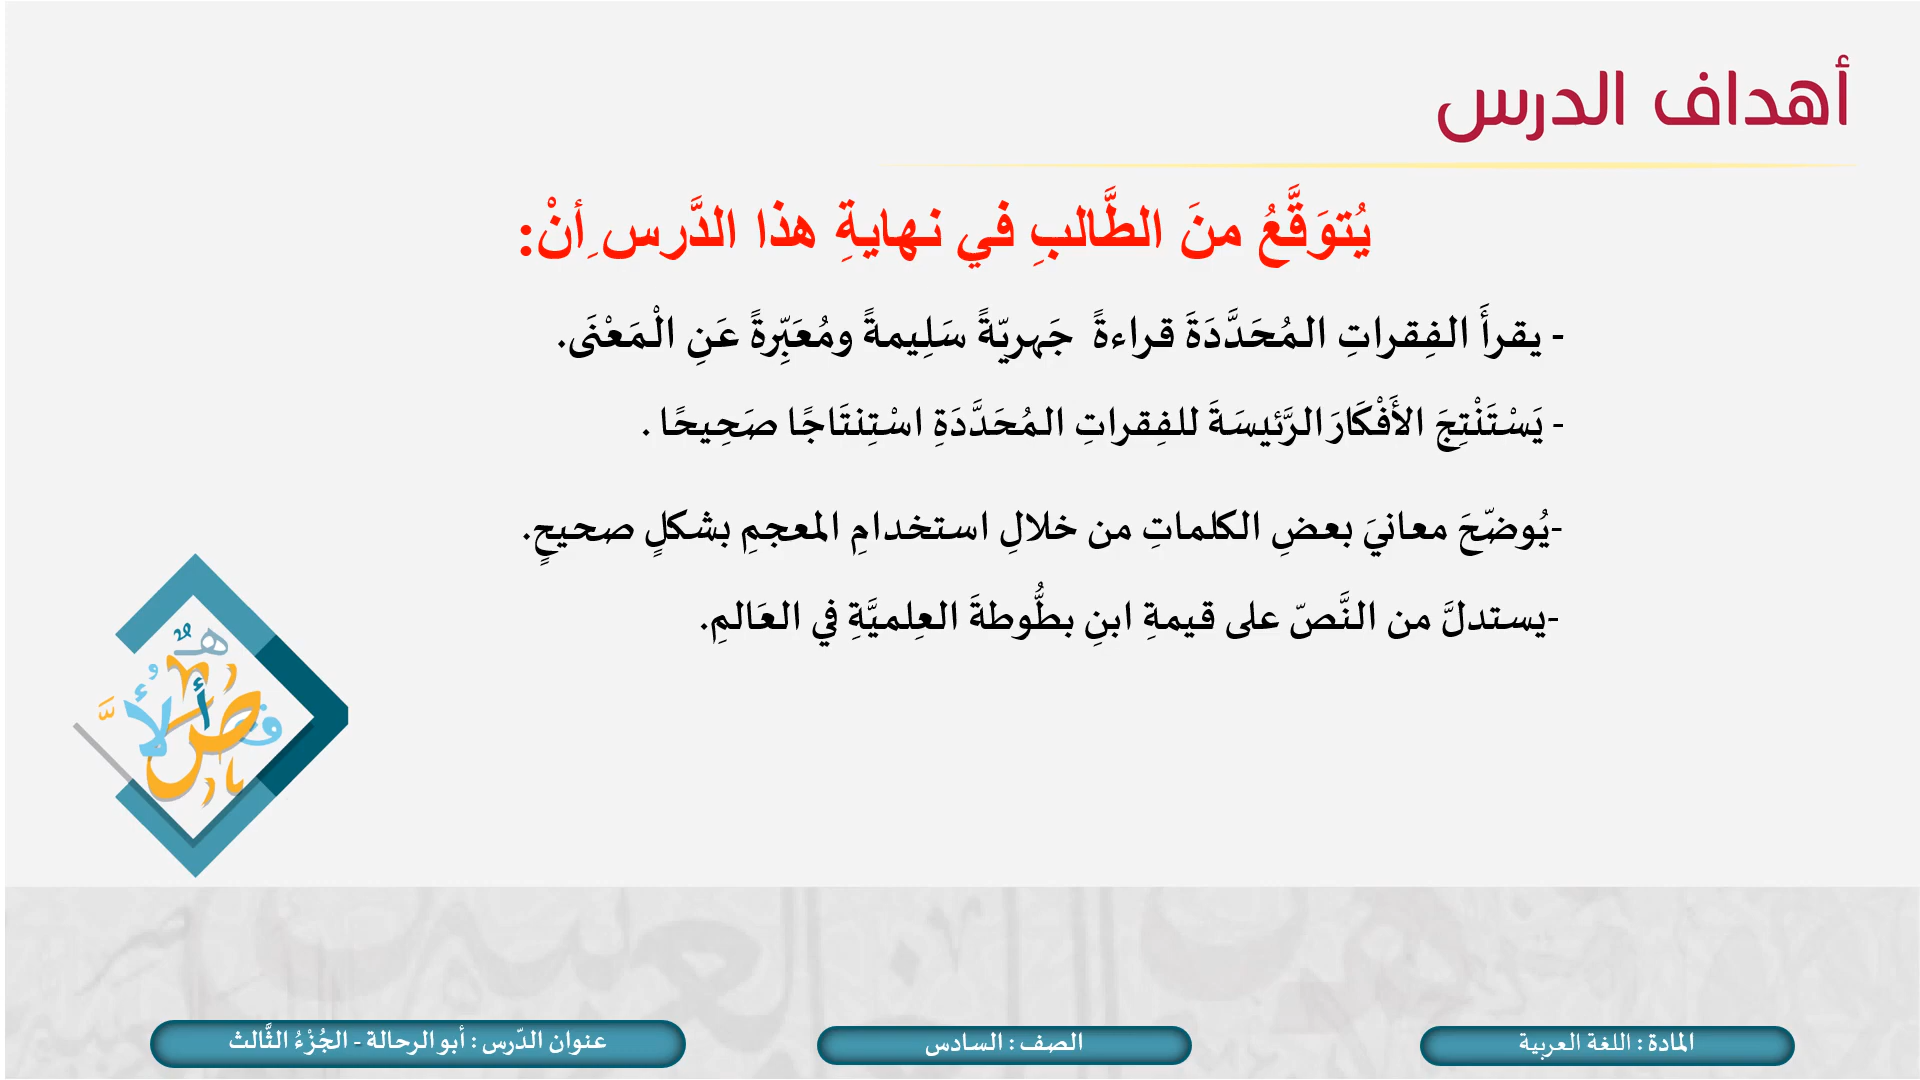 أهداف الدرس
يُتوَقَّعُ منَ الطَّالبِ في نهايةِ هذا الدَّرسِ أنْ:
- يقرأَ الفِقراتِ المُحَدَّدَةَ قراءةً جَهريّةً سَلِيمةً ومُعَبِّرةً عَنِ الْمَعْنَى.
- يَسْتَنْتِجَ الأَفْكَارَ الرَّئيسَةَ للفِقراتِ المُحَدَّدَةِ اسْتِنتَاجًا صَحِيحًا .
-يُوضّحَ معانيَ بعضِ الكلماتِ من خلالِ استخدامِ المعجمِ بشكلٍ صحيحٍ.
-يستدلَّ من النَّصّ على قيمةِ ابنِ بطُّوطةَ العِلميَّةِ في العَالمِ.
المادة : اللغة العربية
الصف : السادس
عنوان الدّرس : أبو الرحالة - الجُزْءُ الثَّالث